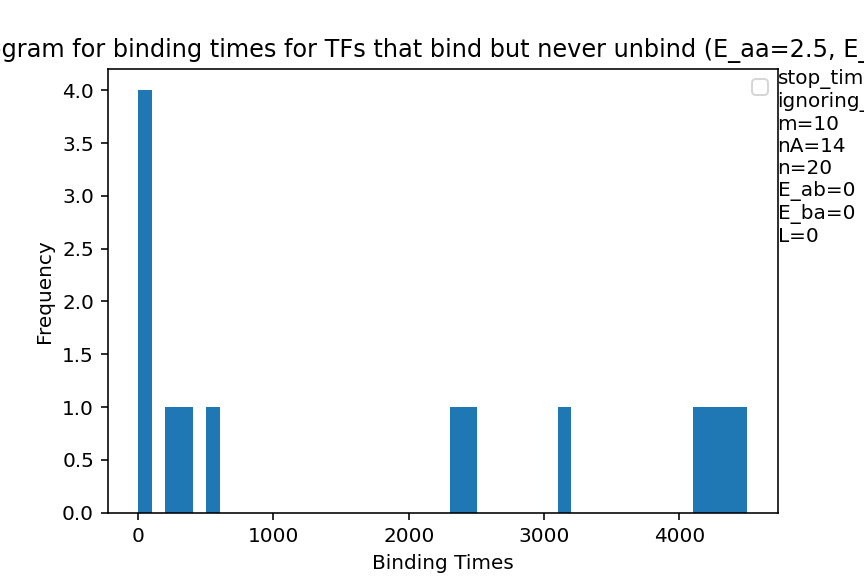 gram for binding times for TFs that bind but never unbind (E_aa=2.5, E_
stop_tim
ignoring_
m=10
nA=14
n=20
E_ab=0
E_ba=0
L=0
Frequency
4.0
3.5
3.0
2.5
2.0
1.5
1.0
0.5
0.0
0 1000 2000 3000 4000
Binding Times